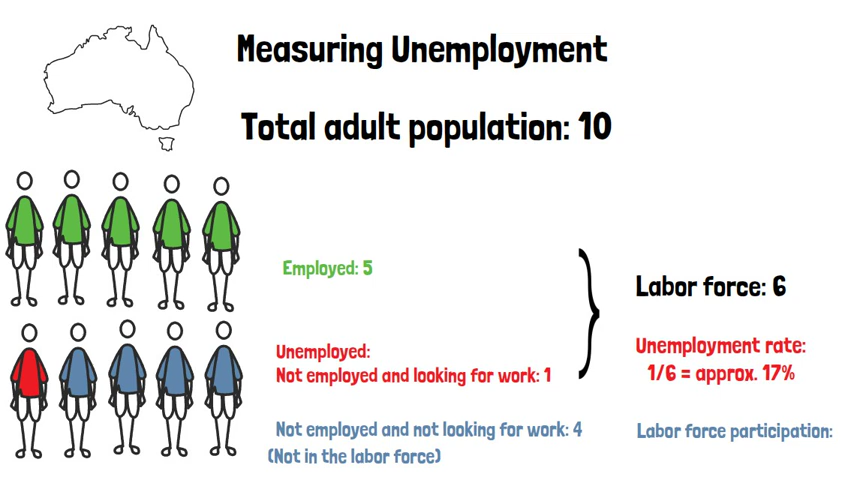 Measuring Unemployment
Total adult population: 10
Employed: 5
Labor force: 6
Unemployed:
Not employed and looking for work: 1
Unemployment rate:
1/6 = approx. 17%
Not employed and not looking for work: 4
(Not in the labor force)
Labor force participation: